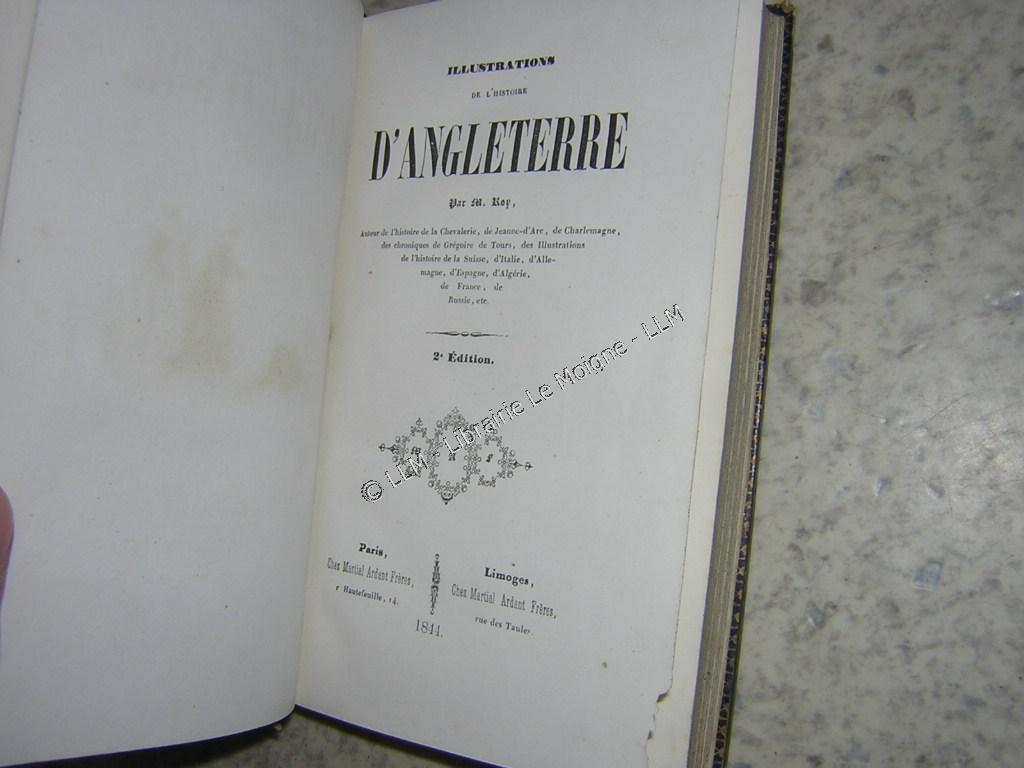 ILLUSTRATIONS
DE L'HISTOIRE
D'ANGLETERRE
Par M. Roy,
Auteur de l'histoire de la Chevalerie, de Jeanne-d'Arc, de Charlemagne,
des chroniques de Grégoire de Tours, des Illustrations
de l'histoire de la Suisse, d'Italie, d'Alle-
magne, d'Espagne, d'Algérie,
de France, de
Russie, etc.
2e Édition.
© LLM - Librairie Le Moigne - LLM
Paris,
Chez Martial Ardant Frères,
r Hautefeuille, 14.
Limoges,
Chez Martial Ardant Frères,
rue des Taules.
1844.